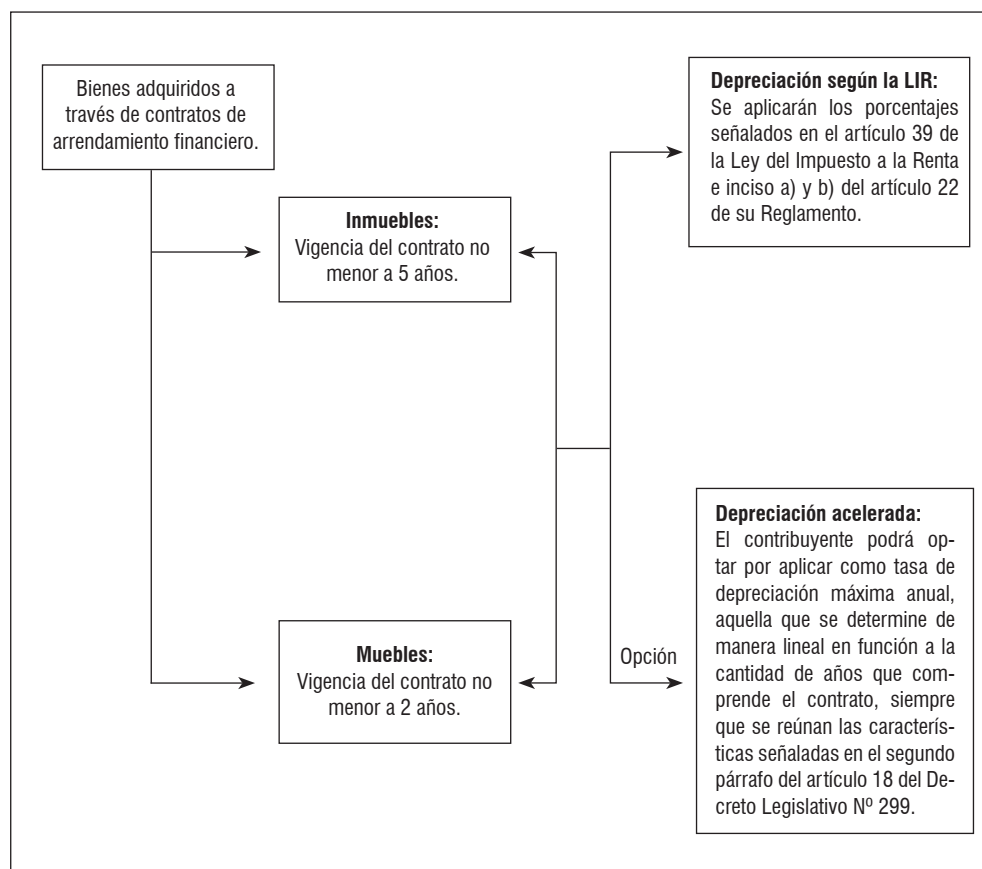 Bienes adquiridos a
través de contratos de
arrendamiento financiero.
Inmuebles:
Vigencia del contrato no
menor a 5 años.
Muebles:
Vigencia del contrato no
menor a 2 años.
Depreciación según la LIR:
Se aplicarán los porcentajes
señalados en el artículo 39 de
la Ley del Impuesto a la Renta
e inciso a) y b) del artículo 22
de su Reglamento.
Opción
Depreciación acelerada:
El contribuyente podrá op-
tar por aplicar como tasa de
depreciación máxima anual,
aquella que se determine de
manera lineal en función a la
cantidad de años que com-
prende el contrato, siempre
que se reúnan las caracterís-
ticas señaladas en el segundo
párrafo del artículo 18 del De-
creto Legislativo Nº 299.